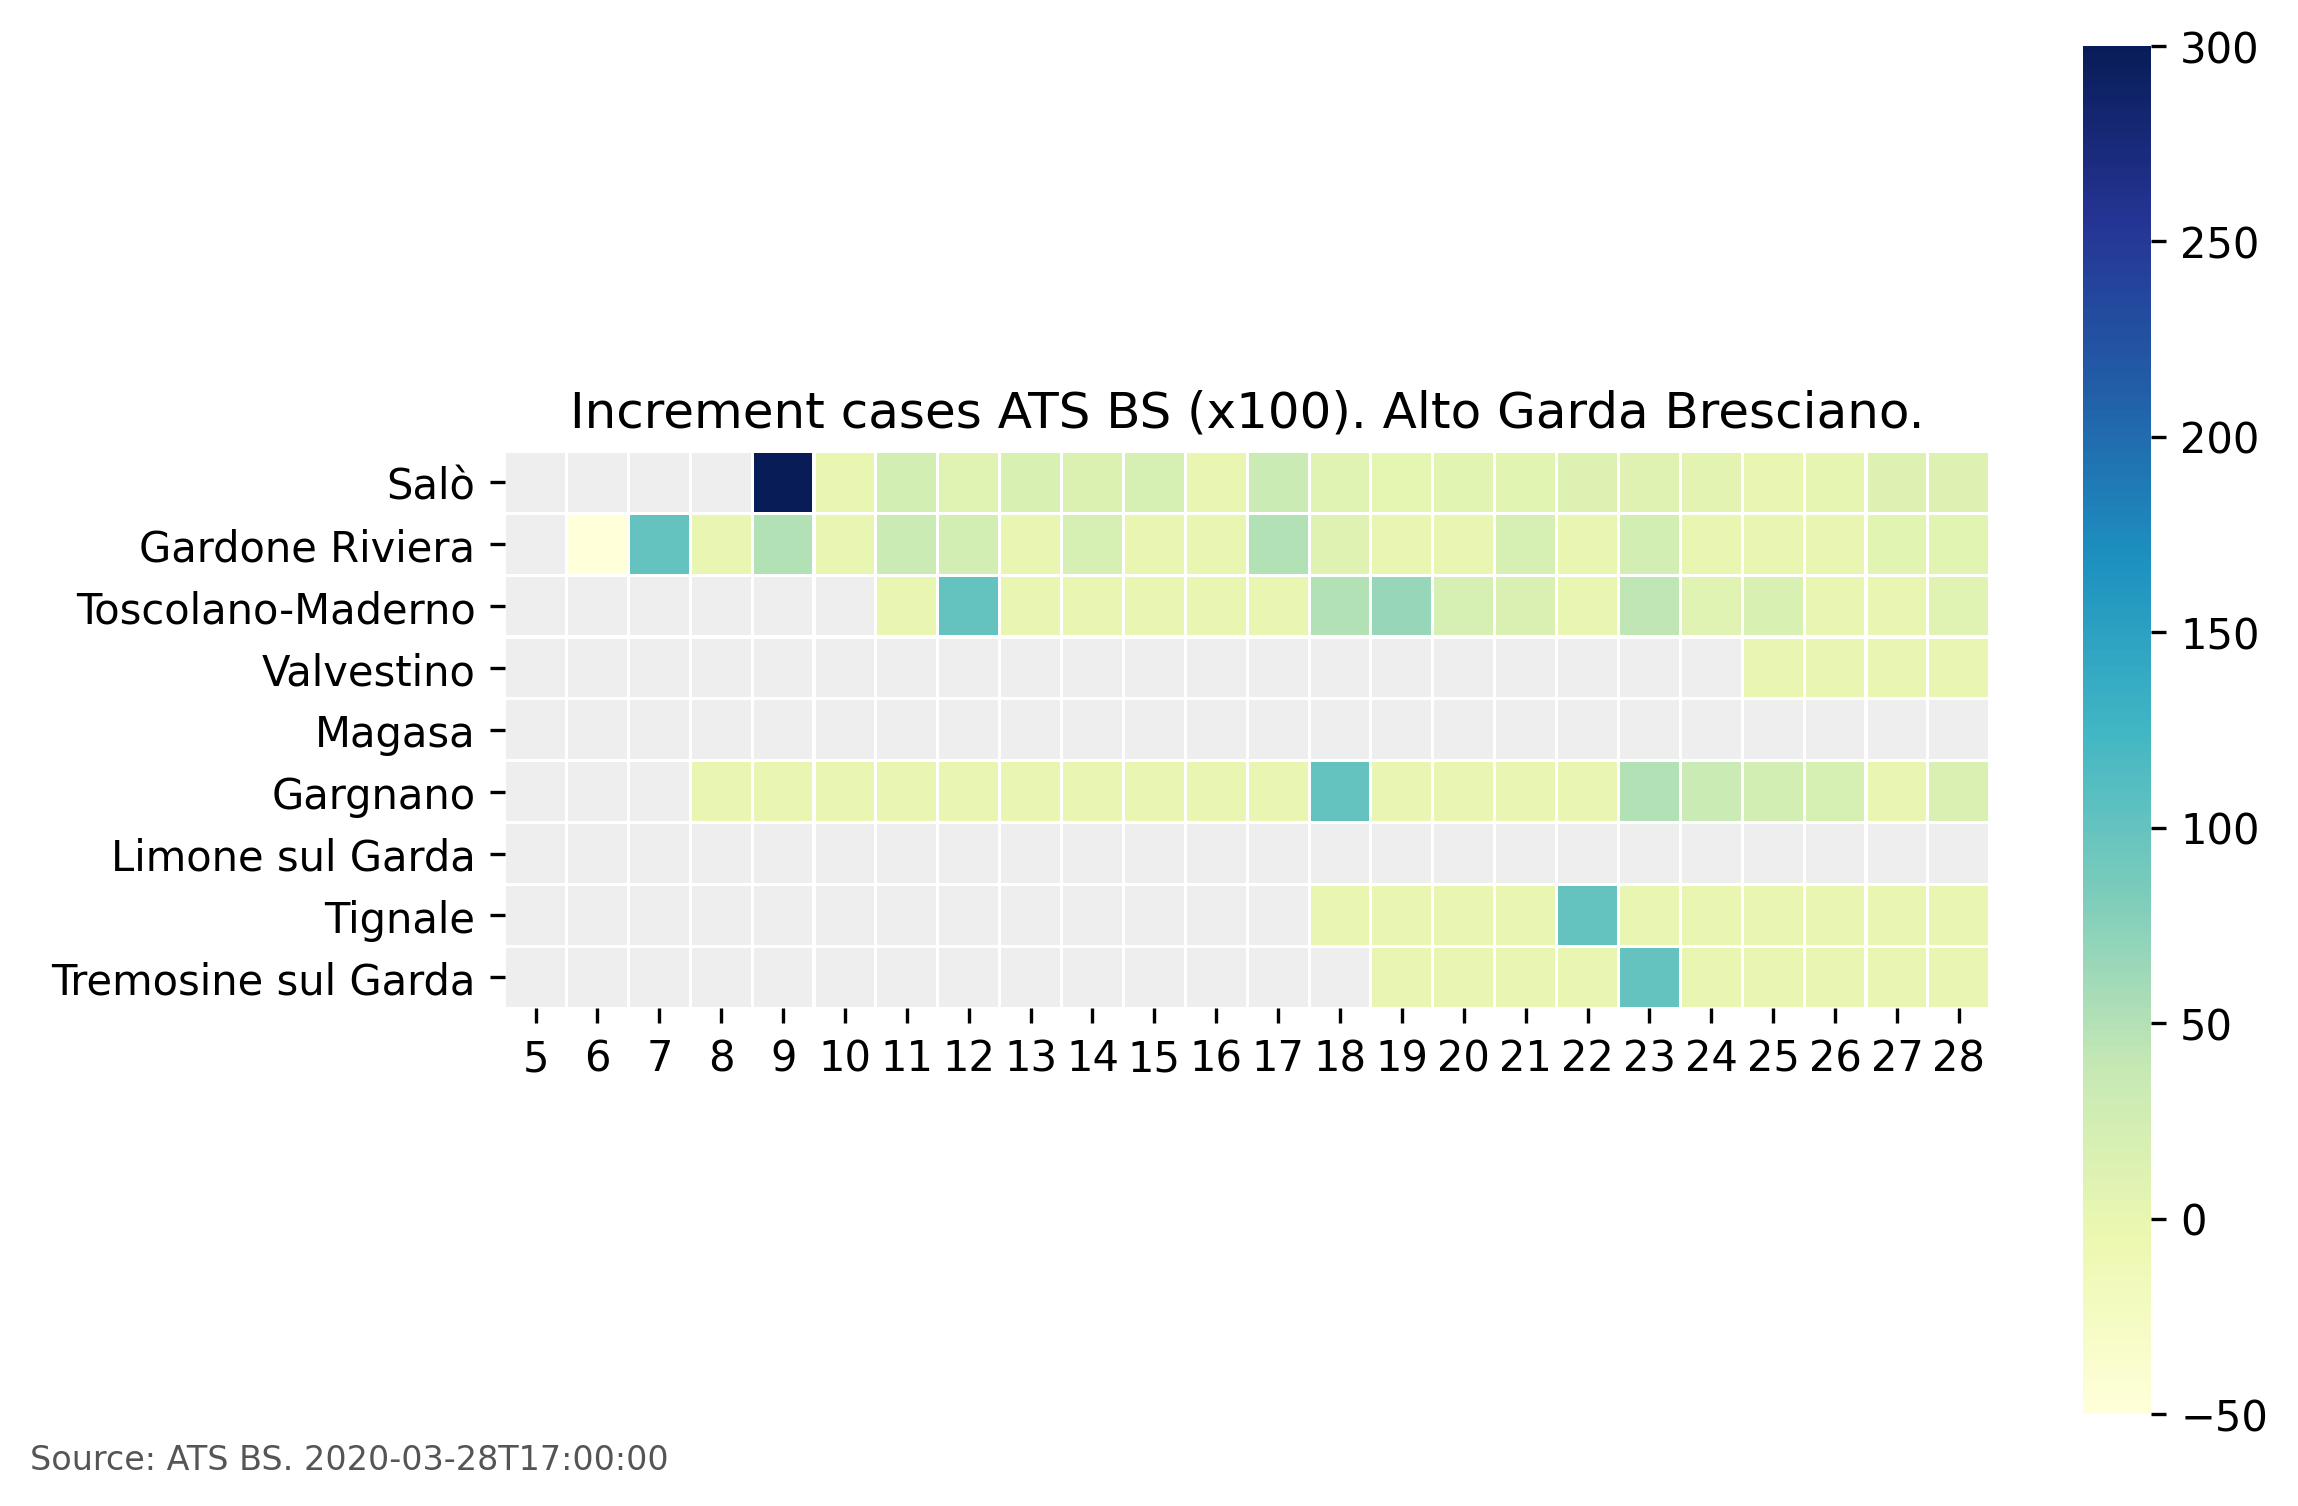 Increment cases ATS BS (x100). Alto Garda Bresciano.
Salò
Gardone Riviera
Toscolano-Maderno
Valvestino
Magasa
Gargnano
Limone sul Garda
Tignale
Tremosine sul Garda
5 6 7 8 9 10 11 12 13 14 15 16 17 18 19 20 21 22 23 24 25 26 27 28
300
250
200
150
100
50
0
−50
Source: ATS BS. 2020-03-28T17:00:00